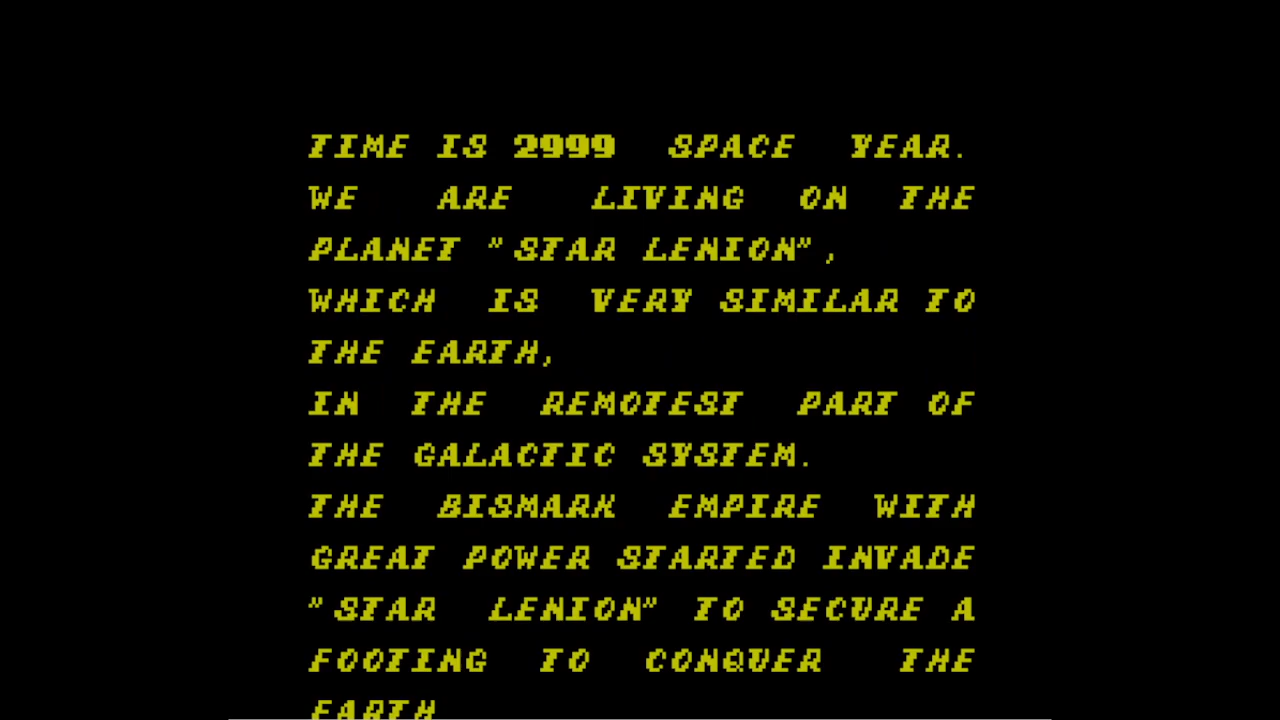 TIME IS 2999 SPACE YEAR.
WE ARE LIVING ON THE
PLANET "STAR LENION",
WHICH IS VERY SIMILAR TO
THE EARTH,
IN THE REMOTEST PART OF
THE GALACTIC SYSTEM.
THE BISMARK EMPIRE WITH
GREAT POWER STARTED INVADE
"STAR LENION" TO SECURE A
FOOTING TO CONQUER THE
EARTH